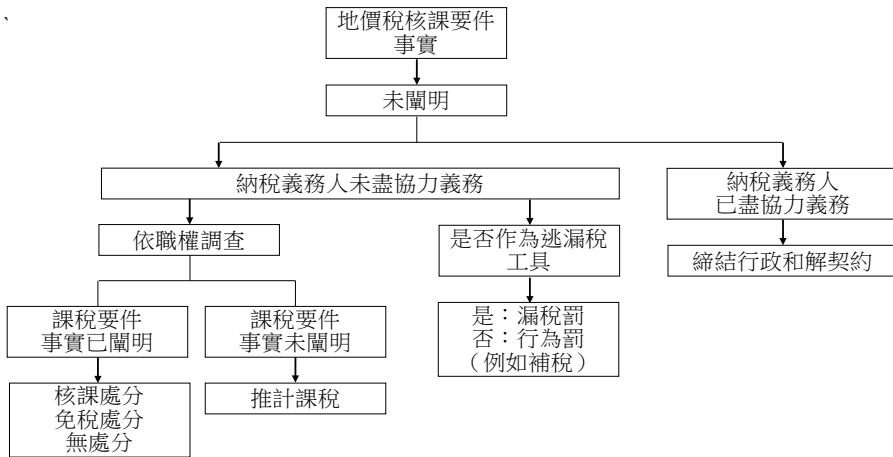 、
地價稅核課要件
事實
未闡明
納稅義務人未盡協力義務
納稅義務人
已盡協力義務
依職權調查
是否作為逃漏稅
工具
締結行政和解契約
課稅要件
事實已闡明
課稅要件
事實未闡明
是：漏稅罰
否：行為罰
（例如補稅）
核課處分
免稅處分
無處分
推計課稅